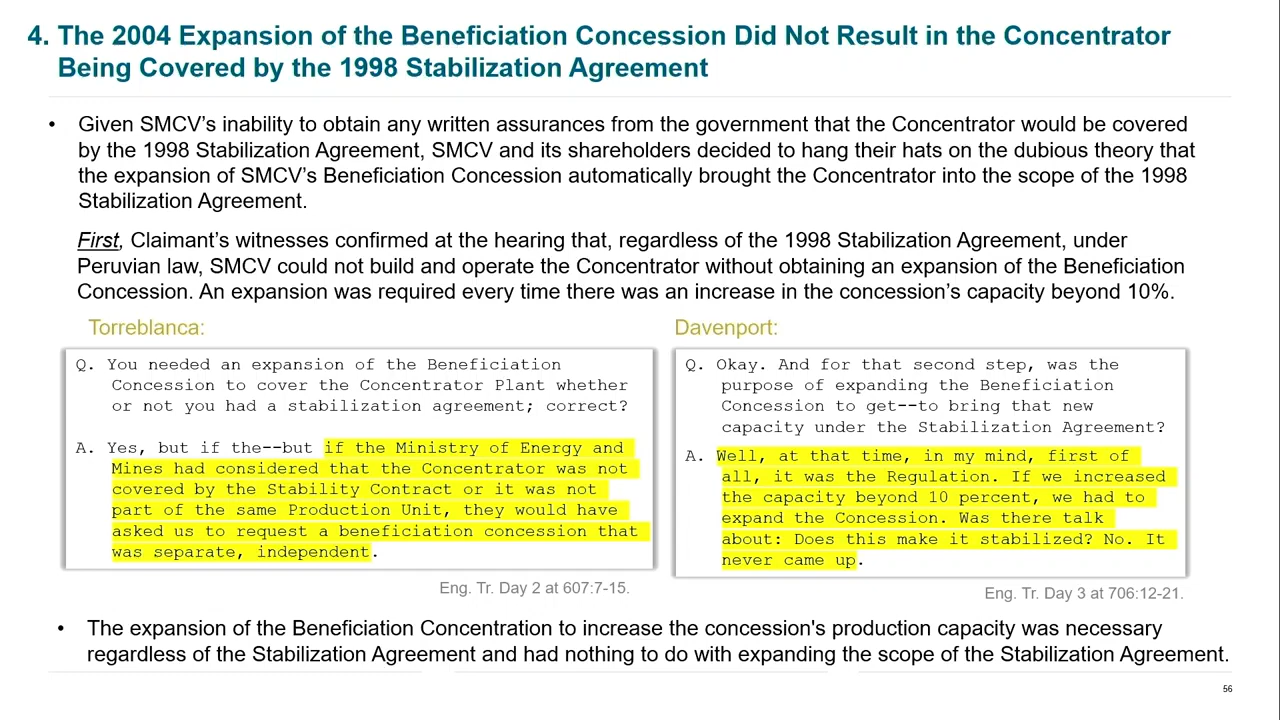 4. The 2004 Expansion of the Beneficiation Concession Did Not Result in the Concentrator
Being Covered by the 1998 Stabilization Agreement
• Given SMCV's inability to obtain any written assurances from the government that the Concentrator would be covered
by the 1998 Stabilization Agreement, SMCV and its shareholders decided to hang their hats on the dubious theory that
the expansion of SMCV's Beneficiation Concession automatically brought the Concentrator into the scope of the 1998
Stabilization Agreement.
First, Claimant's witnesses confirmed at the hearing that, regardless of the 1998 Stabilization Agreement, under
Peruvian law, SMCV could not build and operate the Concentrator without obtaining an expansion of the Beneficiation
Concession. An expansion was required every time there was an increase in the concession's capacity beyond 10%.
Torreblanca:
Q. You needed an expansion of the Beneficiation
Concession to cover the Concentrator Plant whether
or not you had a stabilization agreement; correct?
A. Yes, but if the--but if the Ministry of Energy and
Mines had considered that the Concentrator was not
covered by the Stability Contract or it was not
part of the same Production Unit, they would have
asked us to request a beneficiation concession that
was separate, independent.
Eng. Tr. Day 2 at 607:7-15.
Davenport:
Q. Okay. And for that second step, was the
purpose of expanding the Beneficiation
Concession to get--to bring that new
capacity under the Stabilization Agreement?
A. Well, at that time, in my mind, first of
all, it was the Regulation. If we increased
the capacity beyond 10 percent, we had to
expand the Concession. Was there talk
about: Does this make it stabilized? No. It
never came up.
Eng. Tr. Day 3 at 706:12-21.
• The expansion of the Beneficiation Concentration to increase the concession's production capacity was necessary
regardless of the Stabilization Agreement and had nothing to do with expanding the scope of the Stabilization Agreement.
56